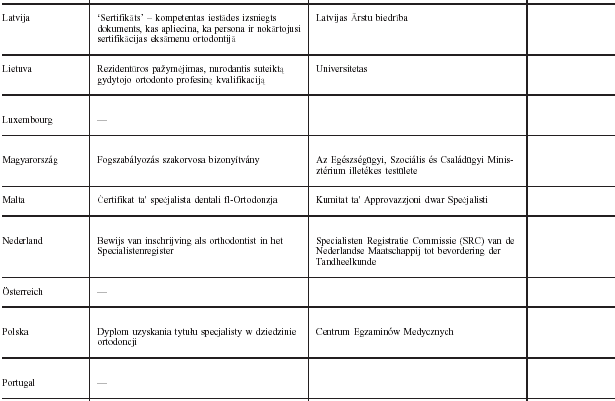 Latvija
'Sertifikāts' – kompetentas iestādes izsniegts
dokuments, kas apliecina, ka persona ir nokārtojusi
sertifikācijas eksāmenu ortodontijā
Latvijas Ārstu biedrība
Lietuva
Rezidentūros pažymėjimas, nurodantis suteiktą
gydytojo ortodonto profesinę kvalifikaciją
Universitetas
Luxembourg
—
Magyarország
Fogszabályozás szakorvosa bizonyítvány
Az Egészségügyi, Szociális és Családügyi Minis-
ztérium illetékes testülete
Malta
Ċertifikat ta' speċjalista dentali fl-Ortodonzja
Kumitat ta' Approvazzjoni dwar Speċjalisti
Nederland
Bewijs van inschrijving als orthodontist in het
Specialistenregister
Specialisten Registratie Commissie (SRC) van de
Nederlandse Maatschappij tot bevordering der
Tandheelkunde
Österreich
—
Polska
Dyplom uzyskania tytułu specjalisty w dziedzinie
ortodoncji
Centrum Egzaminów Medycznych
Portugal
—